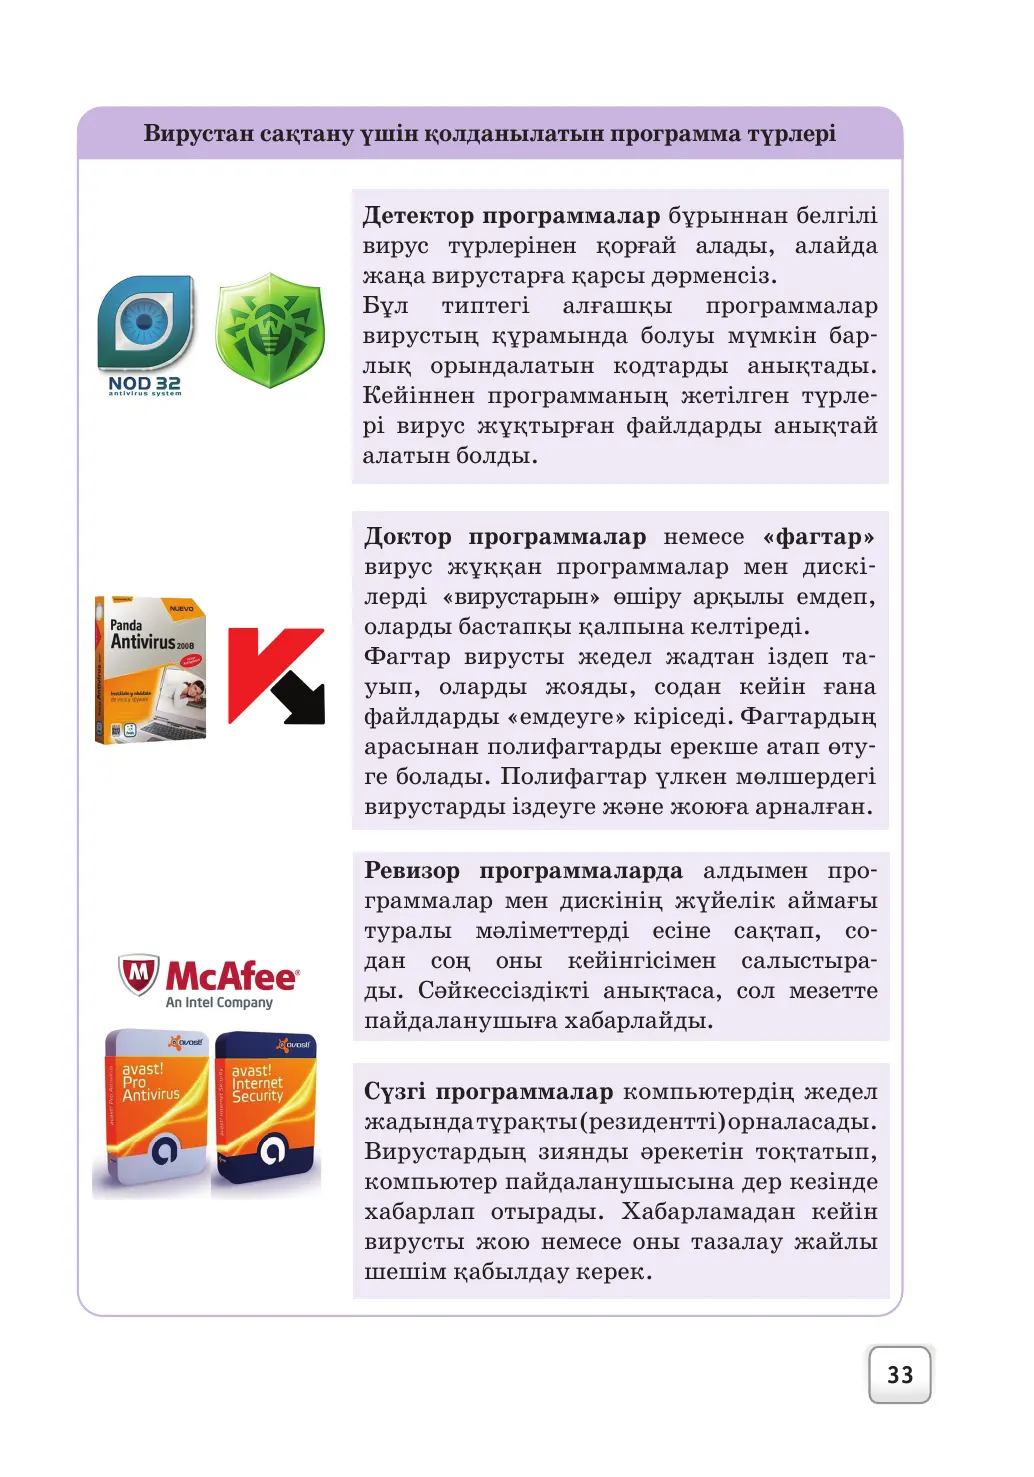 Вирустан сақтану үшін қолданылатын программа түрлері
Детектор программалар бұрыннан белгілі
вирус түрлерінен қорғай алады, алайда
жаңа вирустарға қарсы дәрменсіз.
Бұл типтегі алғашқы программалар
вирустың құрамында болуы мүмкін бар-
лық орындалатын кодтарды анықтады.
Кейіннен программаның жетілген түрле-
рі вирус жұқтырған файлдарды анықтай
алатын болды.
NOD 32
antivirus system
W
Доктор программалар немесе «фагтар»
вирус жұққан программалар мен дискі-
лерді «вирустарын» өшіру арқылы емдеп,
оларды бастапқы қалпына келтіреді.
Фагтар вирусты жедел жадтан іздеп та-
уып, оларды жояды, содан кейін ғана
файлдарды «емдеуге» кіріседі. Фагтардың
арасынан полифагтарды ерекше атап өту-
ге болады. Полифагтар үлкен мөлшердегі
вирустарды іздеуге және жоюға арналған.
NUEVO
Panda
Antivirus 2008
Ревизор программаларда алдымен про-
граммалар мен дискінің жүйелік аймағы
туралы мәліметтерді есіне сақтап, со-
дан соң оны кейінгісімен салыстыра-
ды. Сәйкессіздікті анықтаса, сол мезетте
пайдаланушыға хабарлайды.
M McAfee®
An Intel Company
avast!
avast!
Pro
Antivirus
avast! Pro Antivirus
avast!
avast!
Internet
Security
avast! Internet Security
Сүзгі программалар компьютердің жедел
жадында тұрақты (резидентті) орналасады.
Вирустардың зиянды әрекетін тоқтатып,
компьютер пайдаланушысына дер кезінде
хабарлап отырады. Хабарламадан кейін
вирусты жою немесе оны тазалау жайлы
шешім қабылдау керек.
33